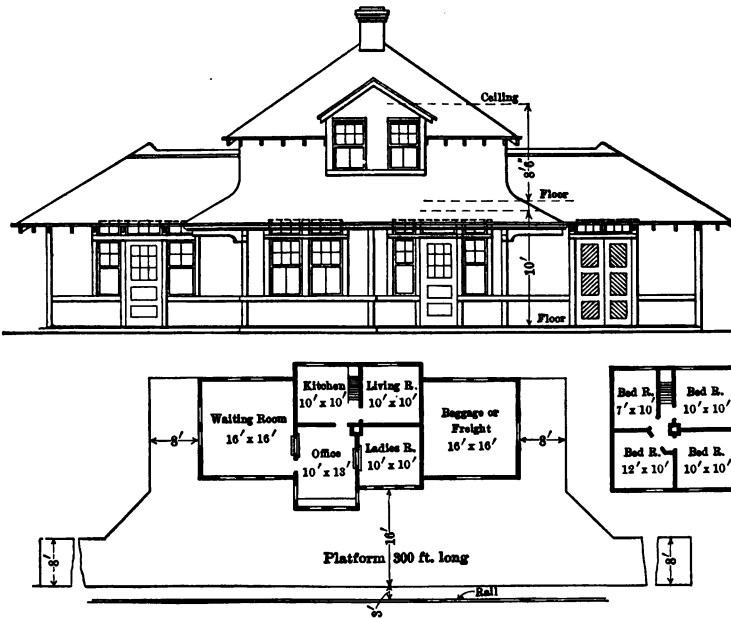 Ceiling
8'6"
Floor
10'
Floor
Kitchen
10' x 10'
Living R.
10' x 10'
Waiting Room
16' x 16'
Baggage or
Freight
16' x 16'
Office
10' x 13'
Ladies R.
10' x 10'
8'
8'
Bed R.
7' x 10'
Bed R.
10' x 10'
Bed R.
12' x 10'
Bed R.
10' x 10'
16'
Platform 300 ft. long
8'
8'
Rail
3'